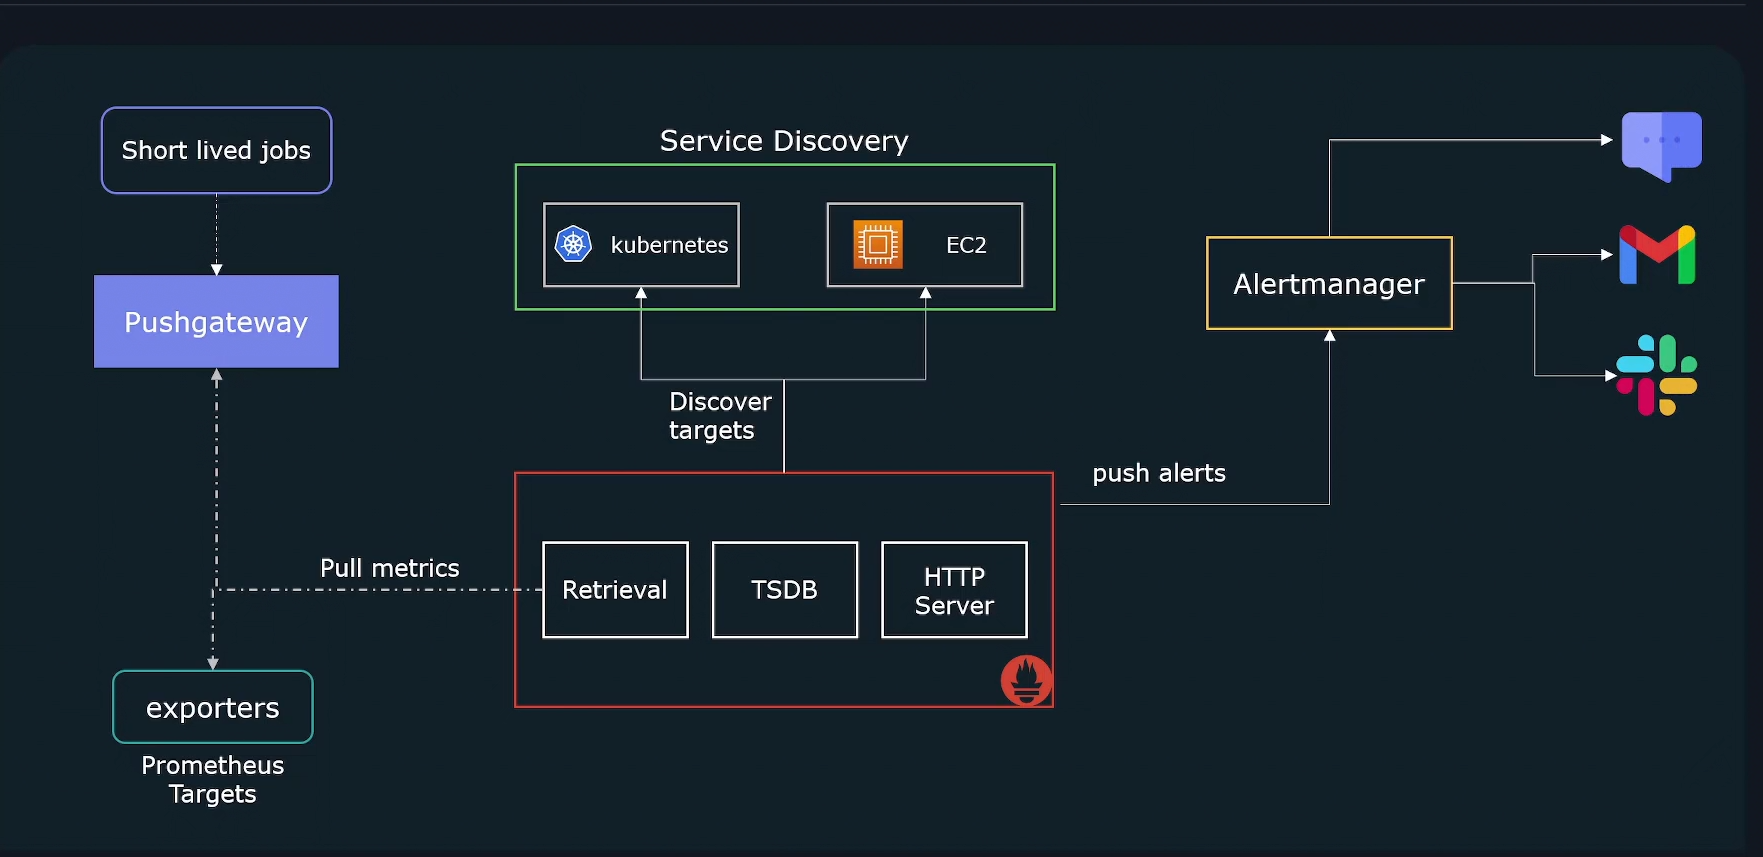 Short lived jobs
Pushgateway
Service Discovery
kubernetes
EC2
Discover
targets
Alertmanager
push alerts
Pull metrics
Retrieval
TSDB
HTTP
Server
exporters
Prometheus
Targets